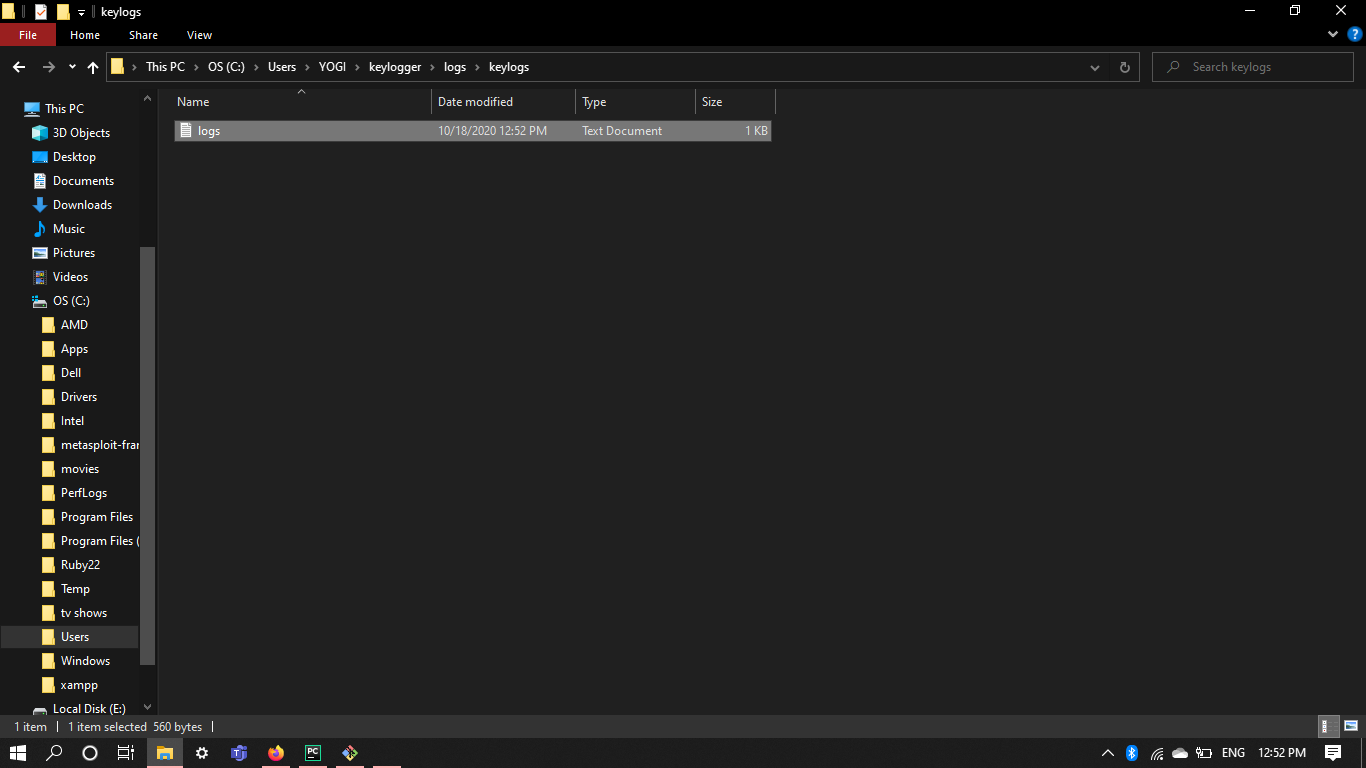 keylogs
File Home Share View
This PC OS (C:) Users YOGI keylogger logs keylogs Search keylogs
Name Date modified Type Size
logs 10/18/2020 12:52 PM Text Document 1 KB
This PC
3D Objects
Desktop
Documents
Downloads
Music
Pictures
Videos
OS (C:)
AMD
Apps
Dell
Drivers
Intel
metasploit-fra
movies
PerfLogs
Program Files
Program Files (
Ruby22
Temp
tv shows
Users
Windows
xampp
Local Disk (E:)
1 item 1 item selected 560 bytes
PC
ENG 12:52 PM